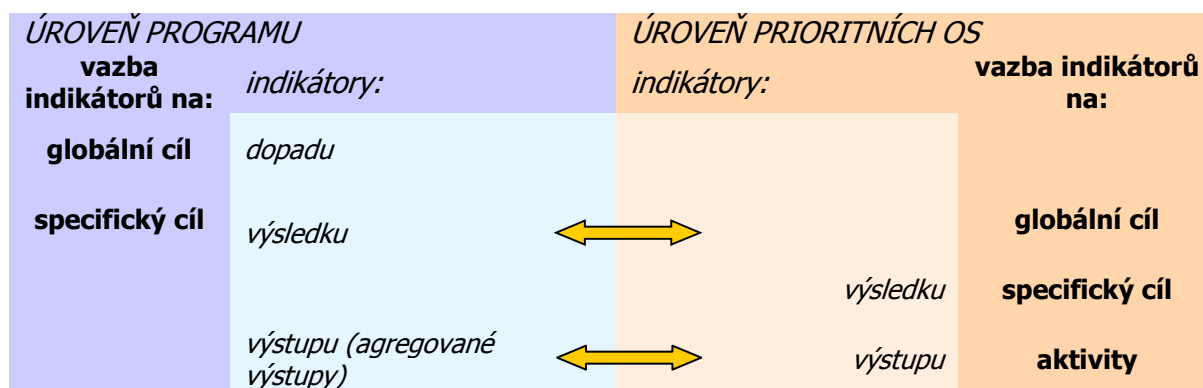 ÚROVEŇ PROGRAMU ÚROVEŇ PRIORITNÍCH OS
vazba
indikátorů na:
indikátory:
indikátory:
vazba indikátorů
na:
globální cíl dopadu
specifický cíl výsledku globální cíl
výsledku specifický cíl
výstupu (agregované
výstupy)
výstupu aktivity